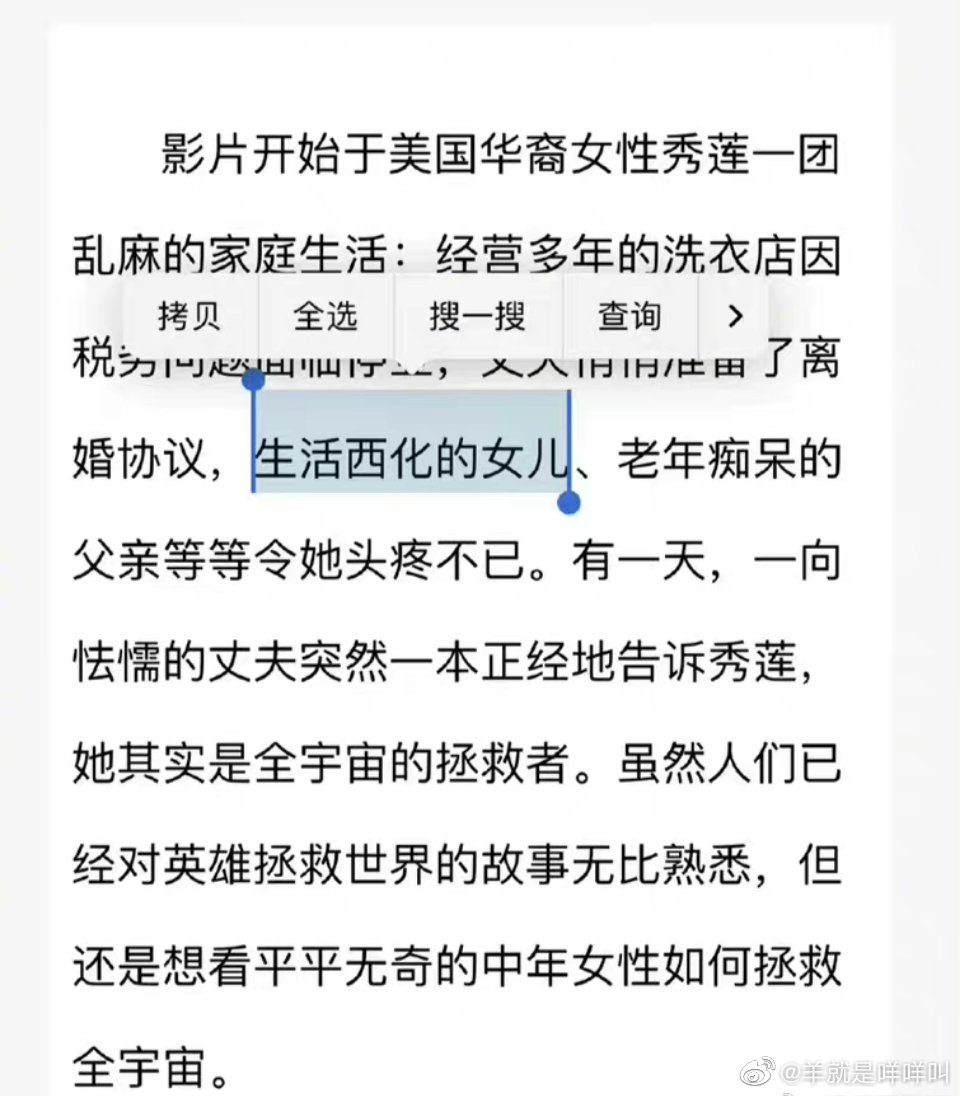 影片开始于美国华裔女性秀莲一团
乱麻的家庭生活：经营多年的洗衣店因
拷贝 全选 搜一搜 查询 >
税务问题面临停业，丈夫悄悄准备了离
婚协议，生活西化的女儿、老年痴呆的
父亲等等令她头疼不已。有一天，一向
怯懦的丈夫突然一本正经地告诉秀莲，
她其实是全宇宙的拯救者。虽然人们已
经对英雄拯救世界的故事无比熟悉，但
还是想看平平无奇的中年女性如何拯救
全宇宙。
@羊就是咩咩叫